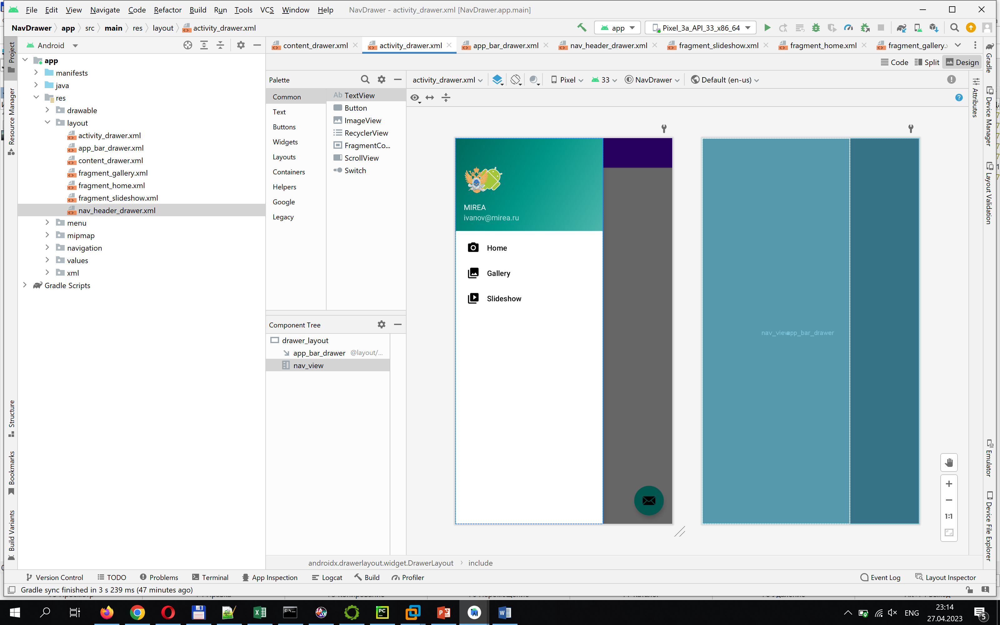 File Edit View Navigate Code Refactor Build Run Tools VCS Window Help NavDrawer - activity_drawer.xml [NavDrawer.app.main]
NavDrawer app src main res layout activity_drawer.xml
app Pixel_3a_API_33_x86_64
Android
content_drawer.xml activity_drawer.xml app_bar_drawer.xml nav_header_drawer.xml fragment_slideshow.xml fragment_home.xml fragment_gallery.
Code Split Design
Project
Resource Manager
Structure
Bookmarks
Build Variants
app
manifests
java
res
drawable
layout
activity_drawer.xml
app_bar_drawer.xml
content_drawer.xml
fragment_gallery.xml
fragment_home.xml
fragment_slideshow.xml
nav_header_drawer.xml
menu
mipmap
navigation
values
xml
Gradle Scripts
Palette
Common
Text
Buttons
Widgets
Layouts
Containers
Helpers
Google
Legacy
Ab TextView
Button
ImageView
RecyclerView
FragmentCo...
ScrollView
Switch
Component Tree
drawer_layout
app_bar_drawer @layout/...
nav_view
activity_drawer.xml Pixel 33 NavDrawer Default (en-us)
MIREA
ivanov@mirea.ru
Home
Gallery
Slideshow
nav_view
app_bar_drawer
1:1
androidx.drawerlayout.widget.DrawerLayout include
Attributes
Gradle
Device Manager
Layout Validation
Emulator
Device File Explorer
Version Control TODO Problems Terminal App Inspection Logcat Build Profiler Event Log Layout Inspector
Gradle sync finished in 3 s 239 ms (47 minutes ago)
ENG
23:14
27.04.2023
5